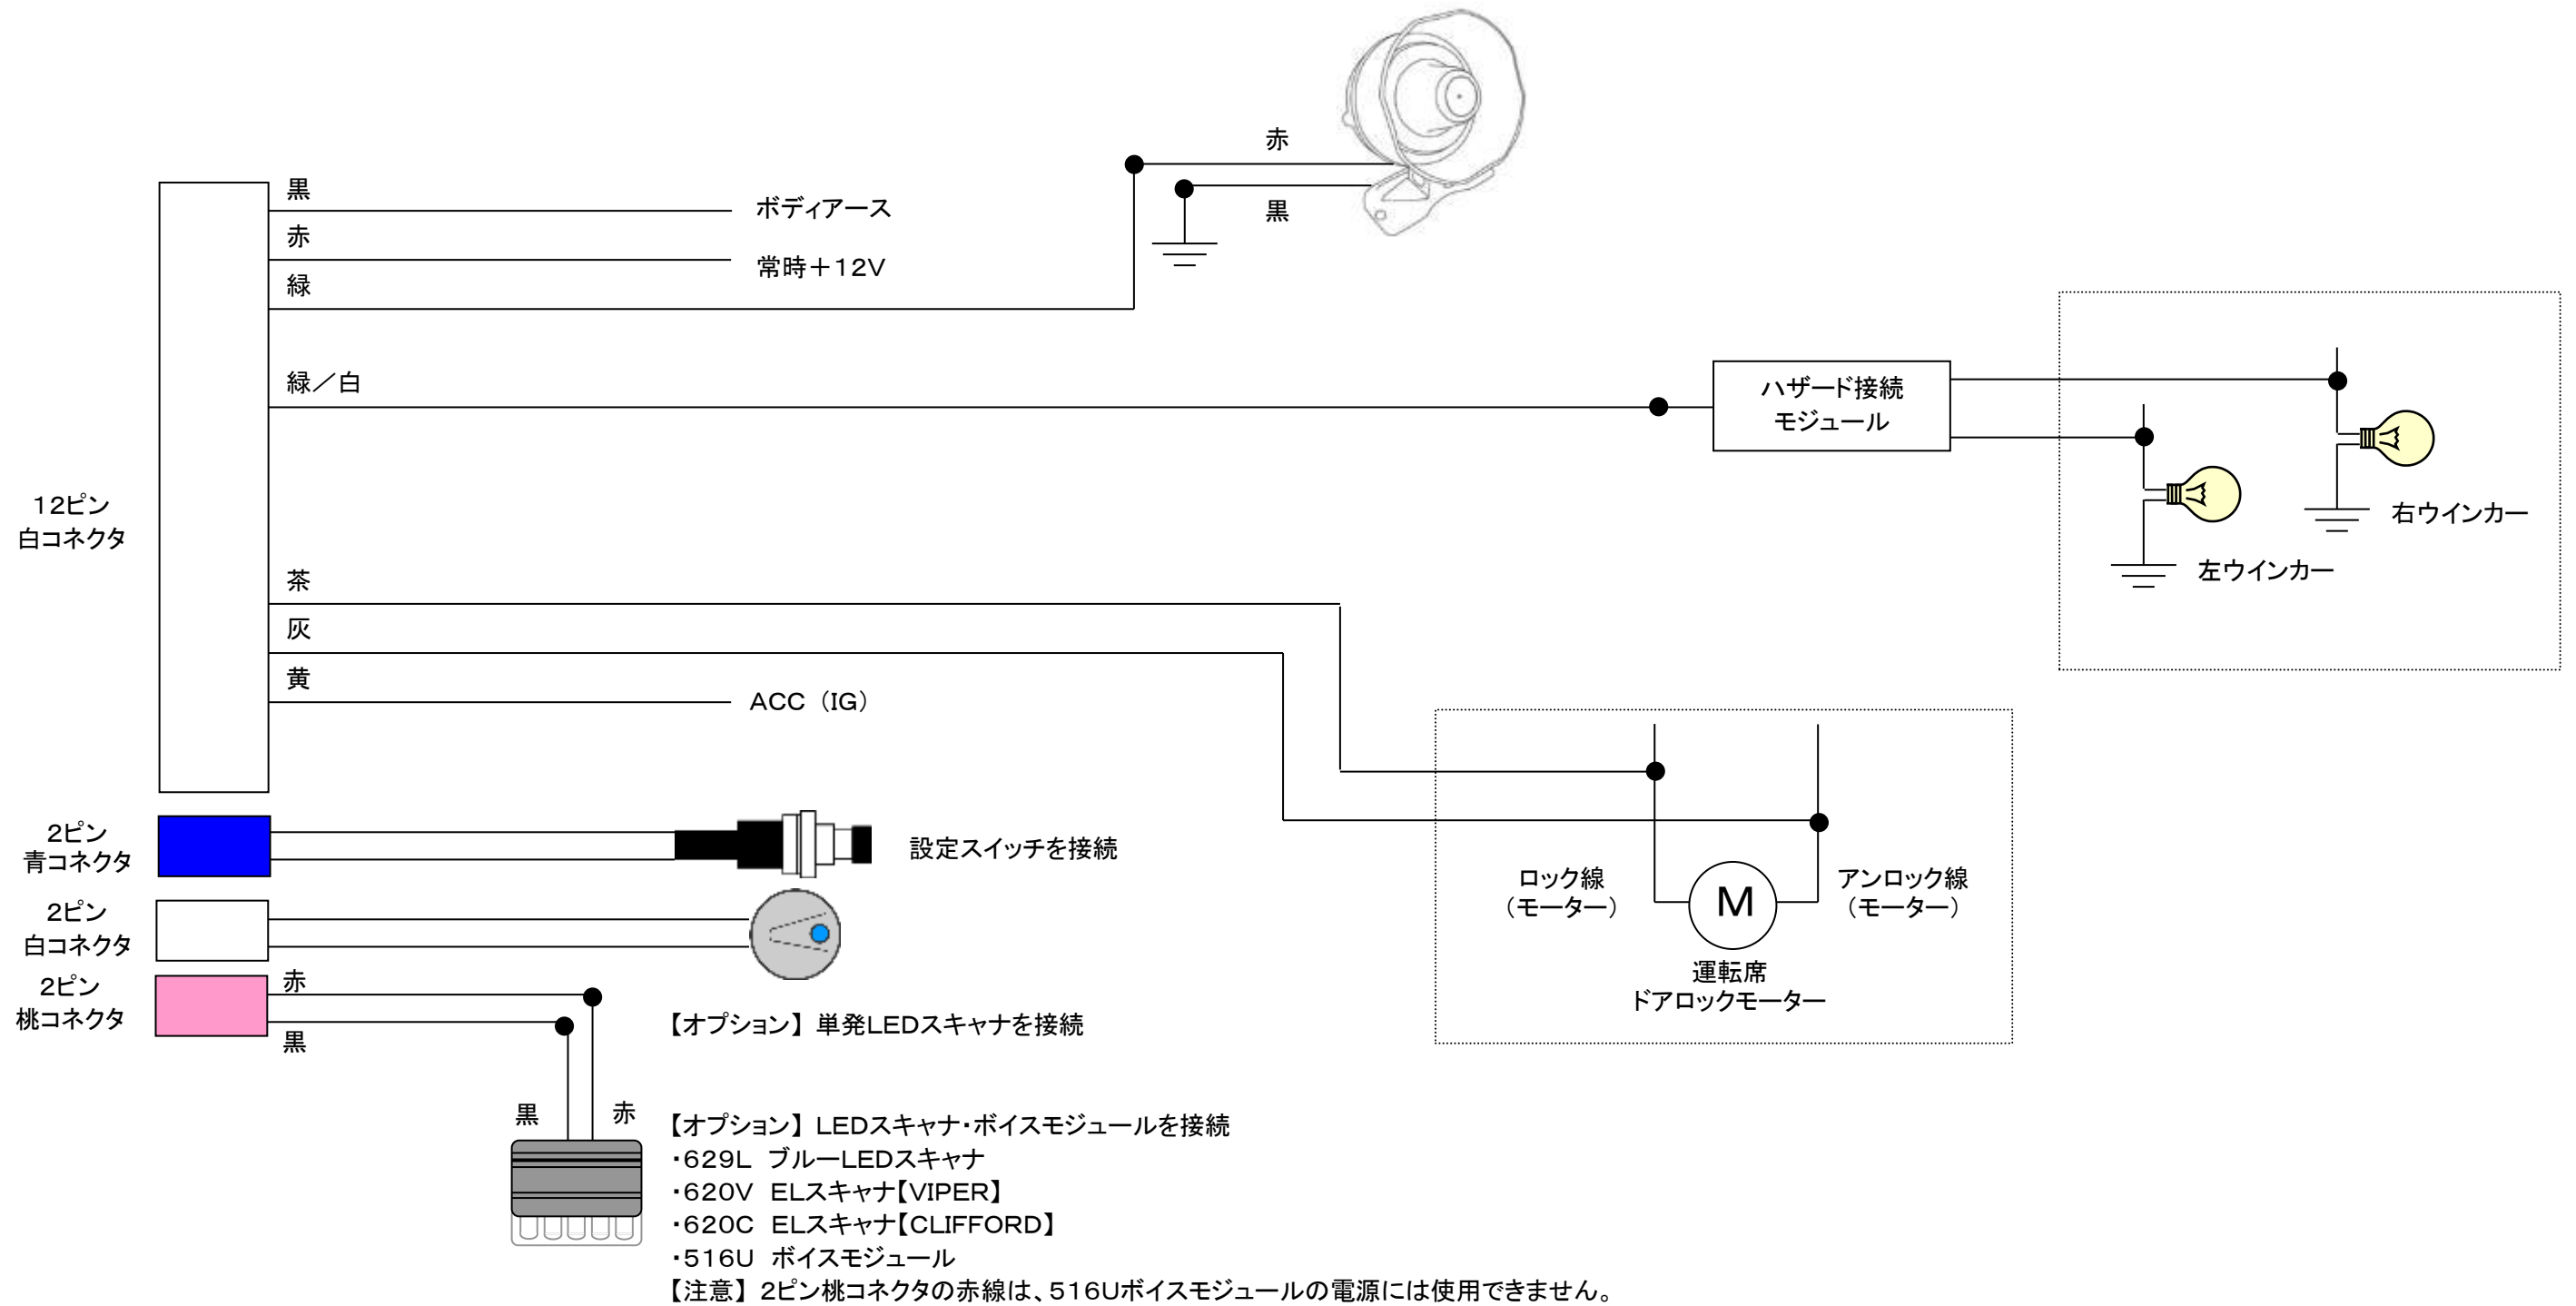 赤
黒
黒
ボディアース
赤
常時＋１２Ｖ
緑
緑／白
ハザード接続
モジュール
右ウインカー
左ウインカー
１２ピン
白コネクタ
茶
灰
黄
ＡＣＣ（ＩＧ）
２ピン
青コネクタ
設定スイッチを接続
２ピン
白コネクタ
２ピン
桃コネクタ
赤
黒
【オプション】 単発ＬＥＤスキャナを接続
ロック線
（モーター）
Ｍ
アンロック線
（モーター）
運転席
ドアロックモーター
黒
赤
【オプション】 ＬＥＤスキャナ・ボイスモジュールを接続
・６２９Ｌ　ブルーＬＥＤスキャナ
・６２０Ｖ　ＥＬスキャナ【ＶＩＰＥＲ】
・６２０Ｃ　ＥＬスキャナ【ＣＬＩＦＦＯＲＤ】
・５１６Ｕ　ボイスモジュール
【注意】 ２ピン桃コネクタの赤線は、５１６Ｕボイスモジュールの電源には使用できません。